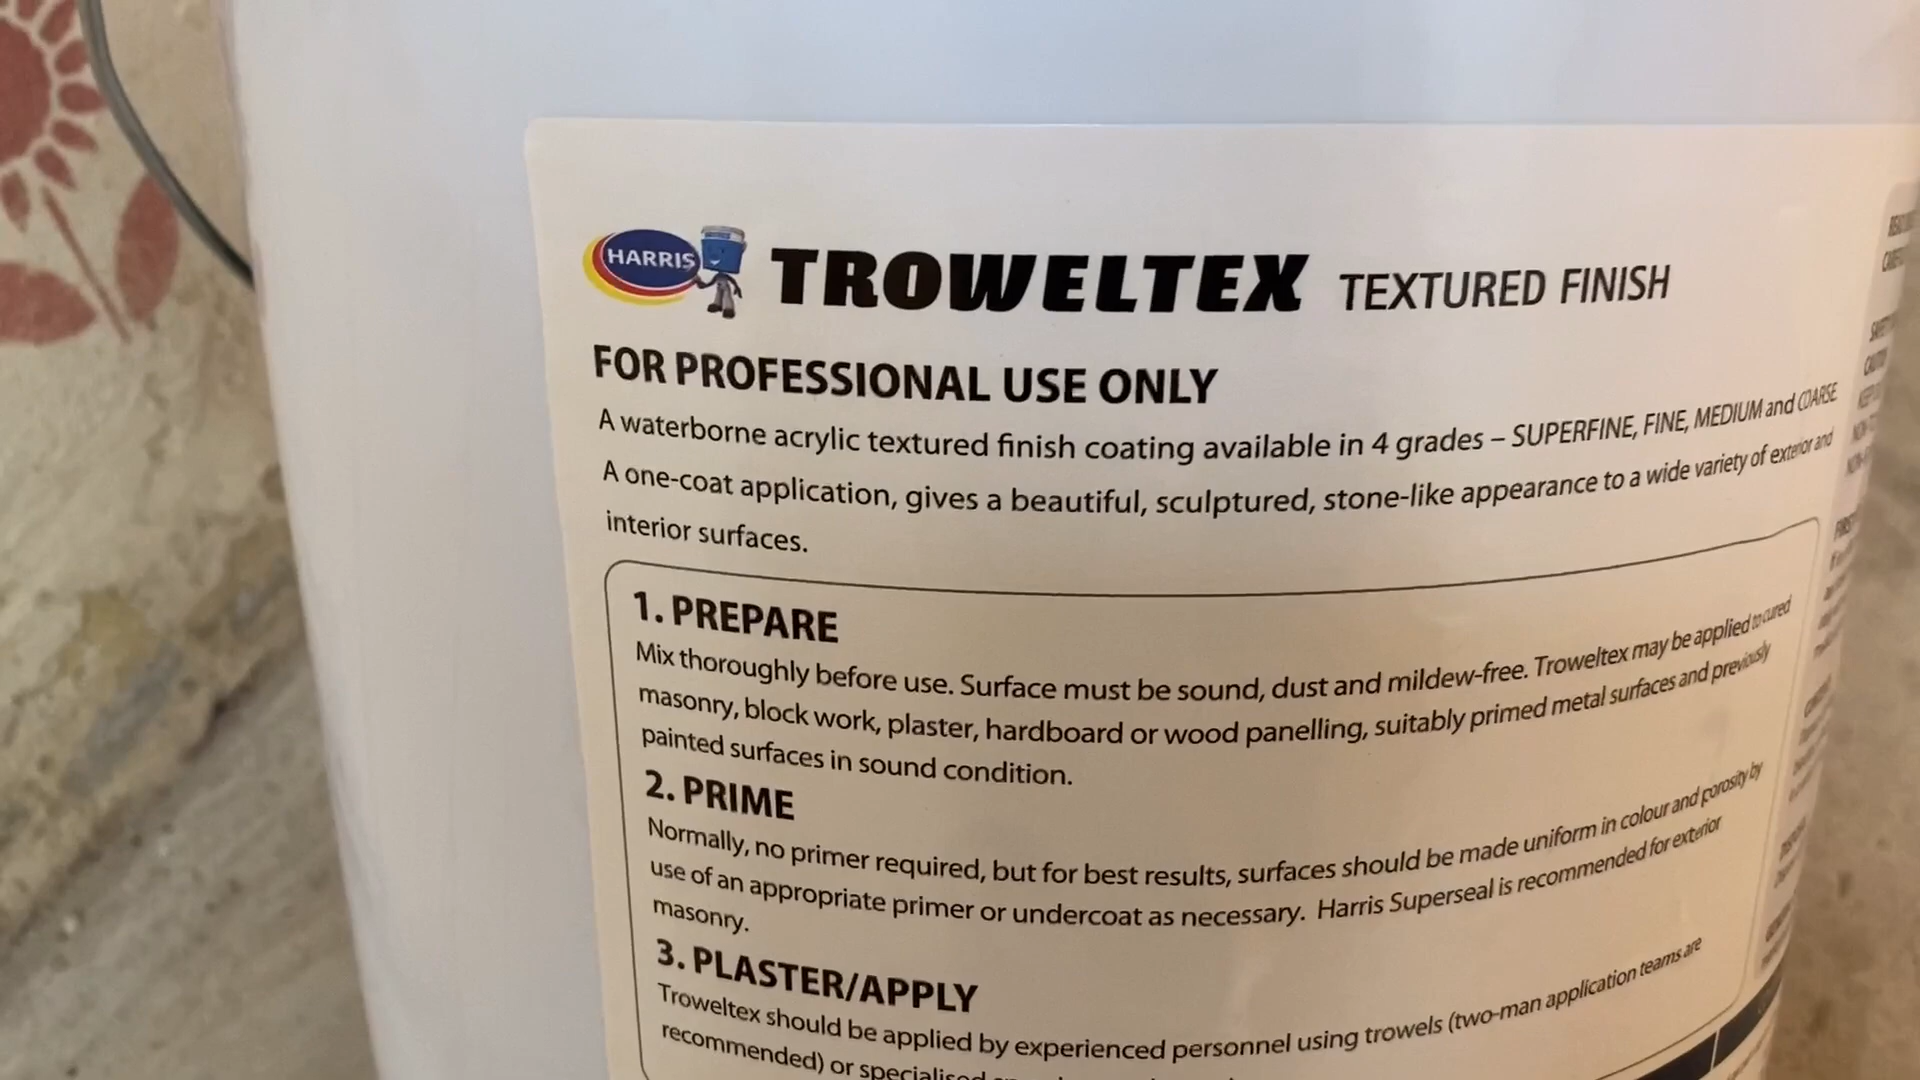 HARRIS
TROWELTEX TEXTURED FINISH
FOR PROFESSIONAL USE ONLY
A waterborne acrylic textured finish coating available in 4 grades – SUPERFINE, FINE, MEDIUM and COARSE
A one-coat application, gives a beautiful, sculptured, stone-like appearance to a wide variety of exterior and
interior surfaces.
1. PREPARE
Mix thoroughly before use. Surface must be sound, dust and mildew-free. Troweltex may be applied to cured
masonry, block work, plaster, hardboard or wood panelling, suitably primed metal surfaces and previously
painted surfaces in sound condition.
2. PRIME
Normally, no primer required, but for best results, surfaces should be made uniform in colour and porosity by
use of an appropriate primer or undercoat as necessary. Harris Superseal is recommended for exterior
masonry.
3. PLASTER/APPLY
Troweltex should be applied by experienced personnel using trowels (two-man application teams are
recommended) or specialised